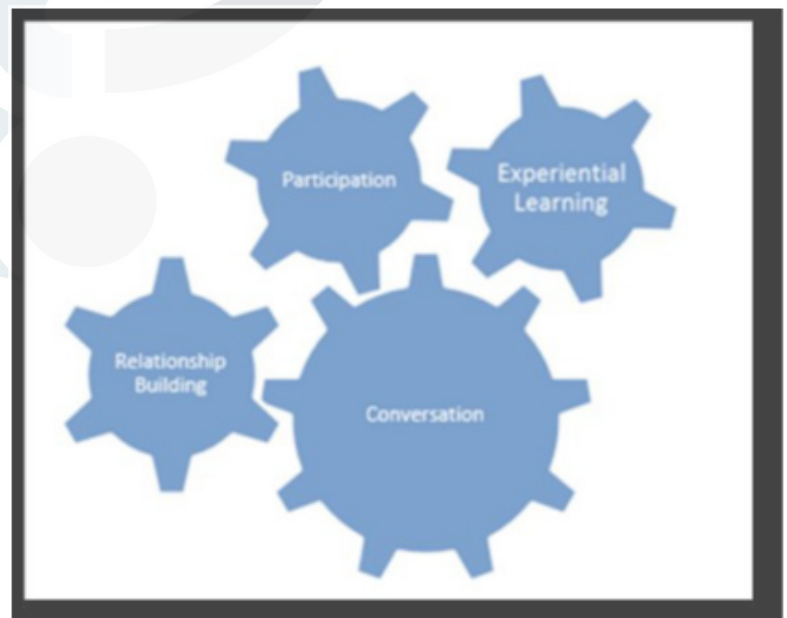 Participation
Experiential
Learning
Relationship
Building
Conversation